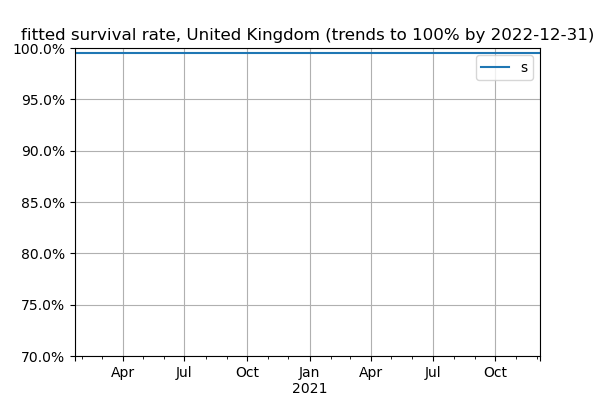 fitted survival rate, United Kingdom (trends to 100% by 2022-12-31)
100.0%
s
95.0%
90.0%
85.0%
80.0%
75.0%
70.0%
Apr Jul Oct Jan Apr Jul Oct
2021